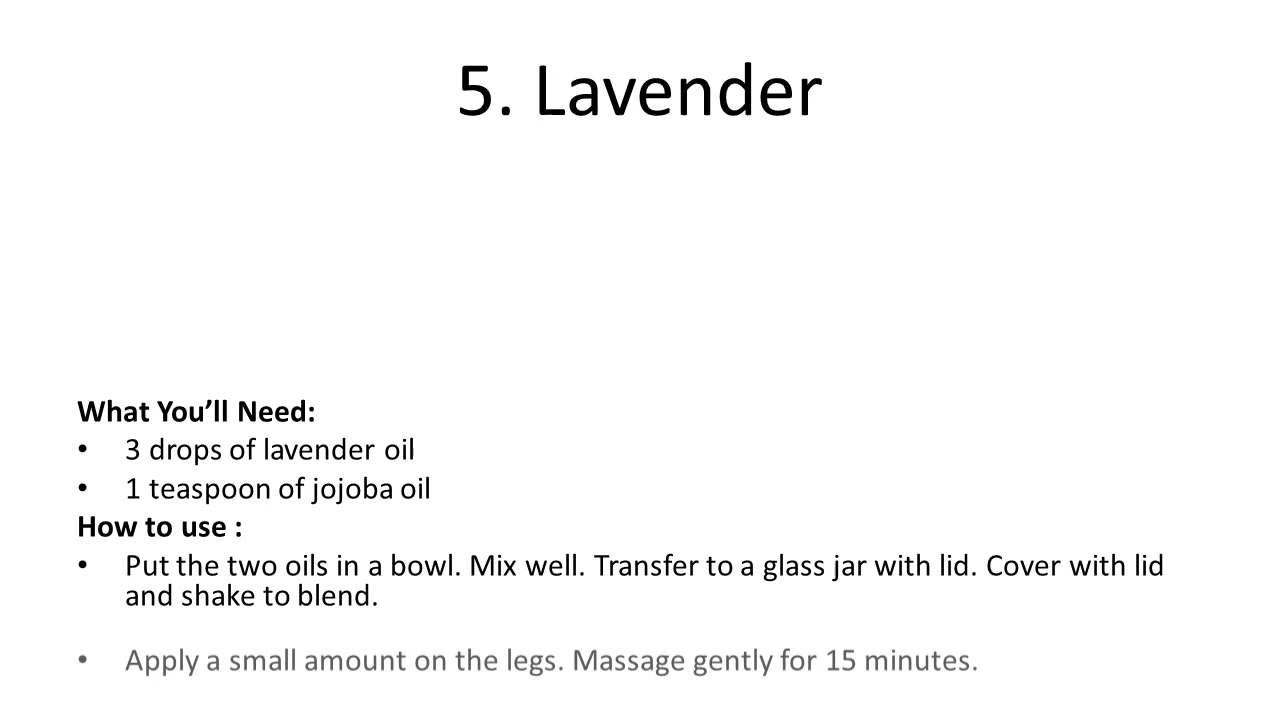 5. Lavender
What You’ll Need:
• 3 drops of lavender oil
• 1 teaspoon of jojoba oil
How to use :
• Put the two oils in a bowl. Mix well. Transfer to a glass jar with lid. Cover with lid
and shake to blend.
• Apply a small amount on the legs. Massage gently for 15 minutes.